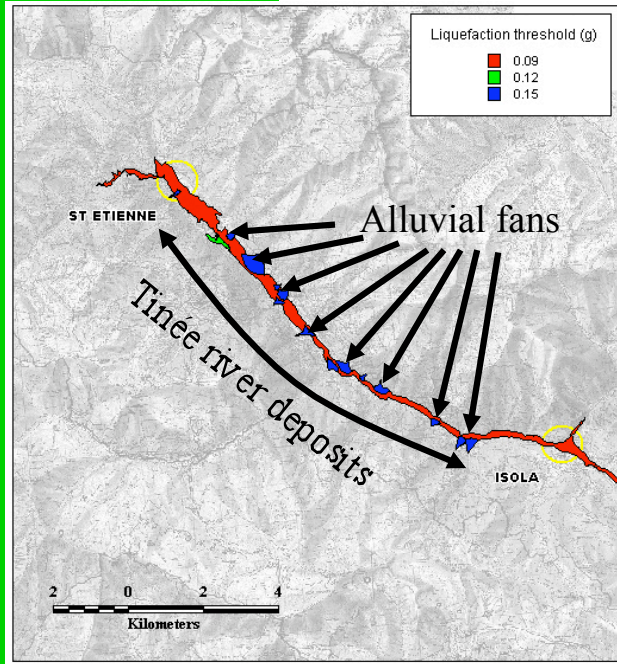 Liquefaction threshold (g)
0.09
0.12
0.15
ST ETIENNE
Alluvial fans
Tinée river deposits
ISOLA
2 0 2 4
Kilometers